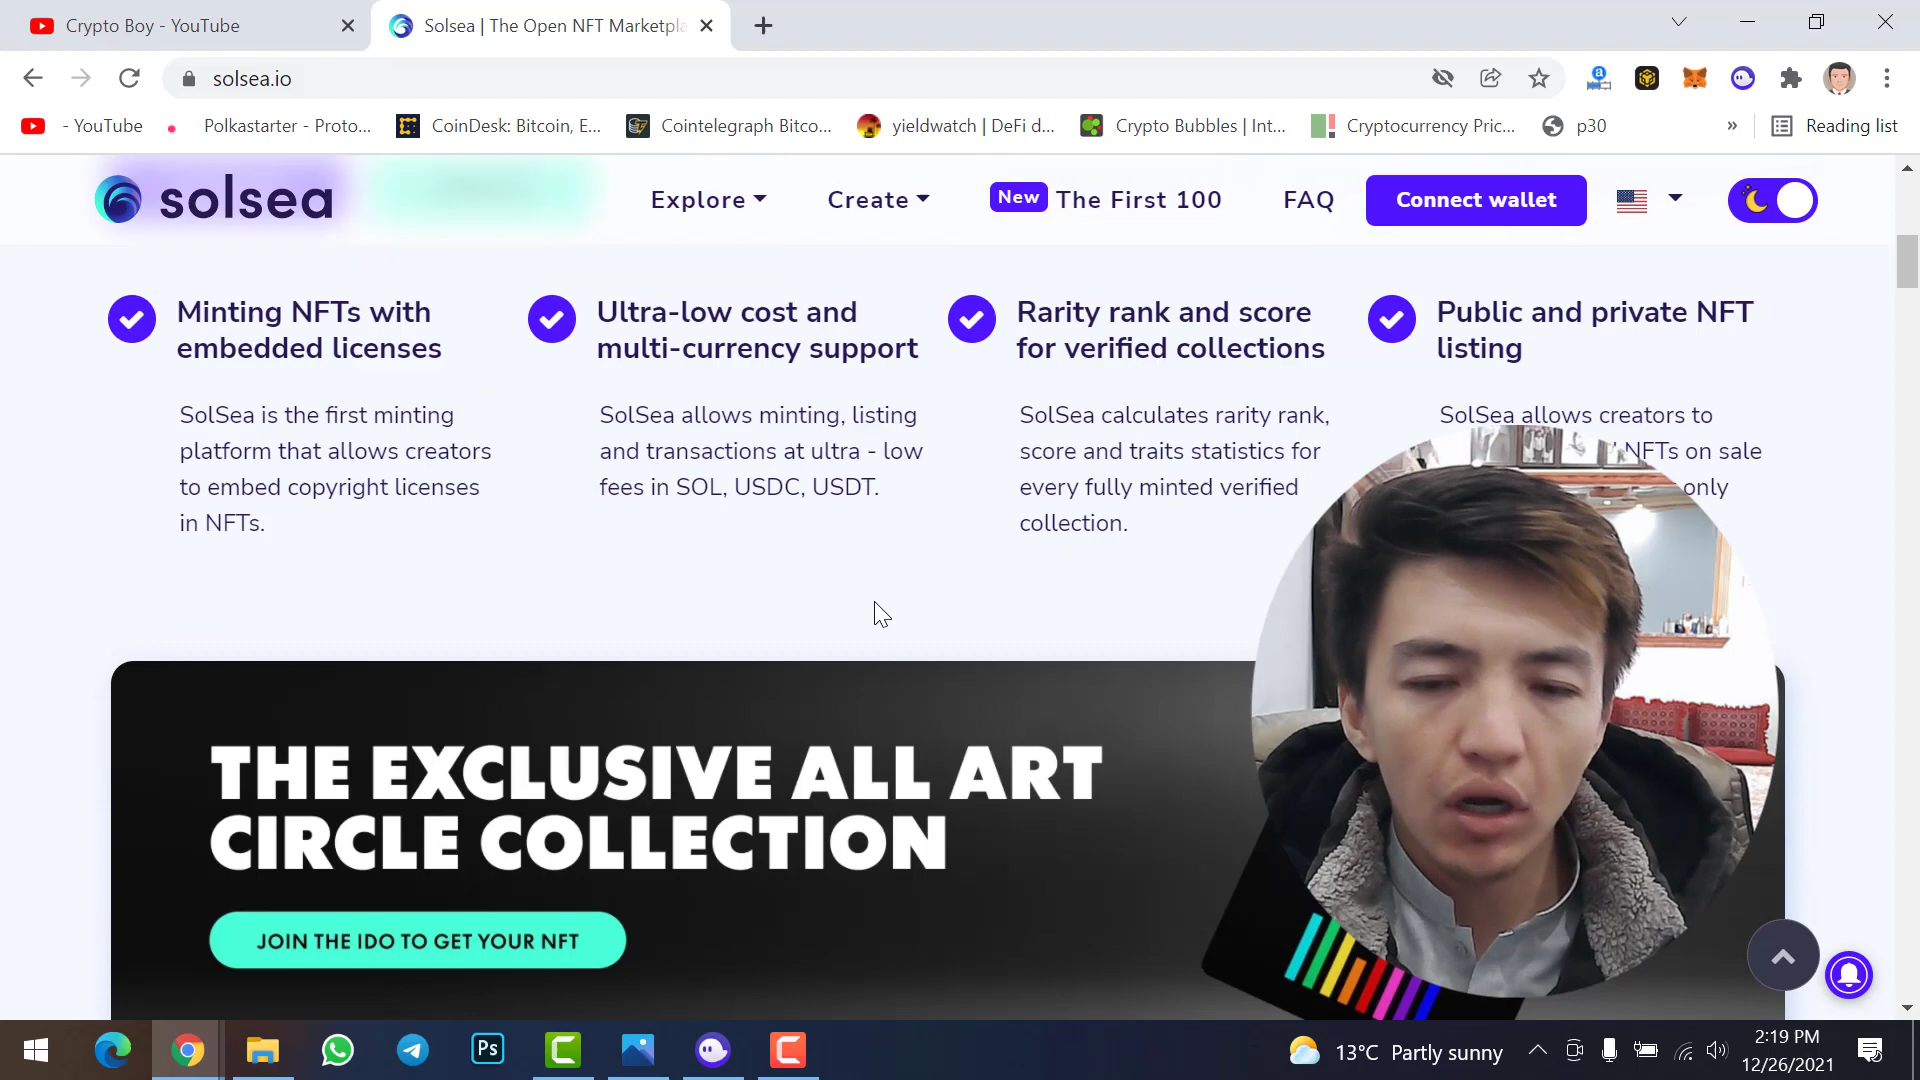 Crypto Boy - YouTube
Solsea | The Open NFT Marketpla
solsea.io
- YouTube
Polkastarter - Proto...
CoinDesk: Bitcoin, E...
Cointelegraph Bitco...
yieldwatch | DeFi d...
Crypto Bubbles | Int...
Cryptocurrency Pric...
p30
»
Reading list
solsea
Explore
Create
New
The First 100
FAQ
Connect wallet
Minting NFTs with
embedded licenses
SolSea is the first minting
platform that allows creators
to embed copyright licenses
in NFTs.
Ultra-low cost and
multi-currency support
SolSea allows minting, listing
and transactions at ultra - low
fees in SOL, USDC, USDT.
Rarity rank and score
for verified collections
SolSea calculates rarity rank,
score and traits statistics for
every fully minted verified
collection.
Public and private NFT
listing
SolSea allows creators to
NFTs on sale
only
THE EXCLUSIVE ALL ART
CIRCLE COLLECTION
JOIN THE IDO TO GET YOUR NFT
Ps
13°C Partly sunny
2:19 PM
12/26/2021